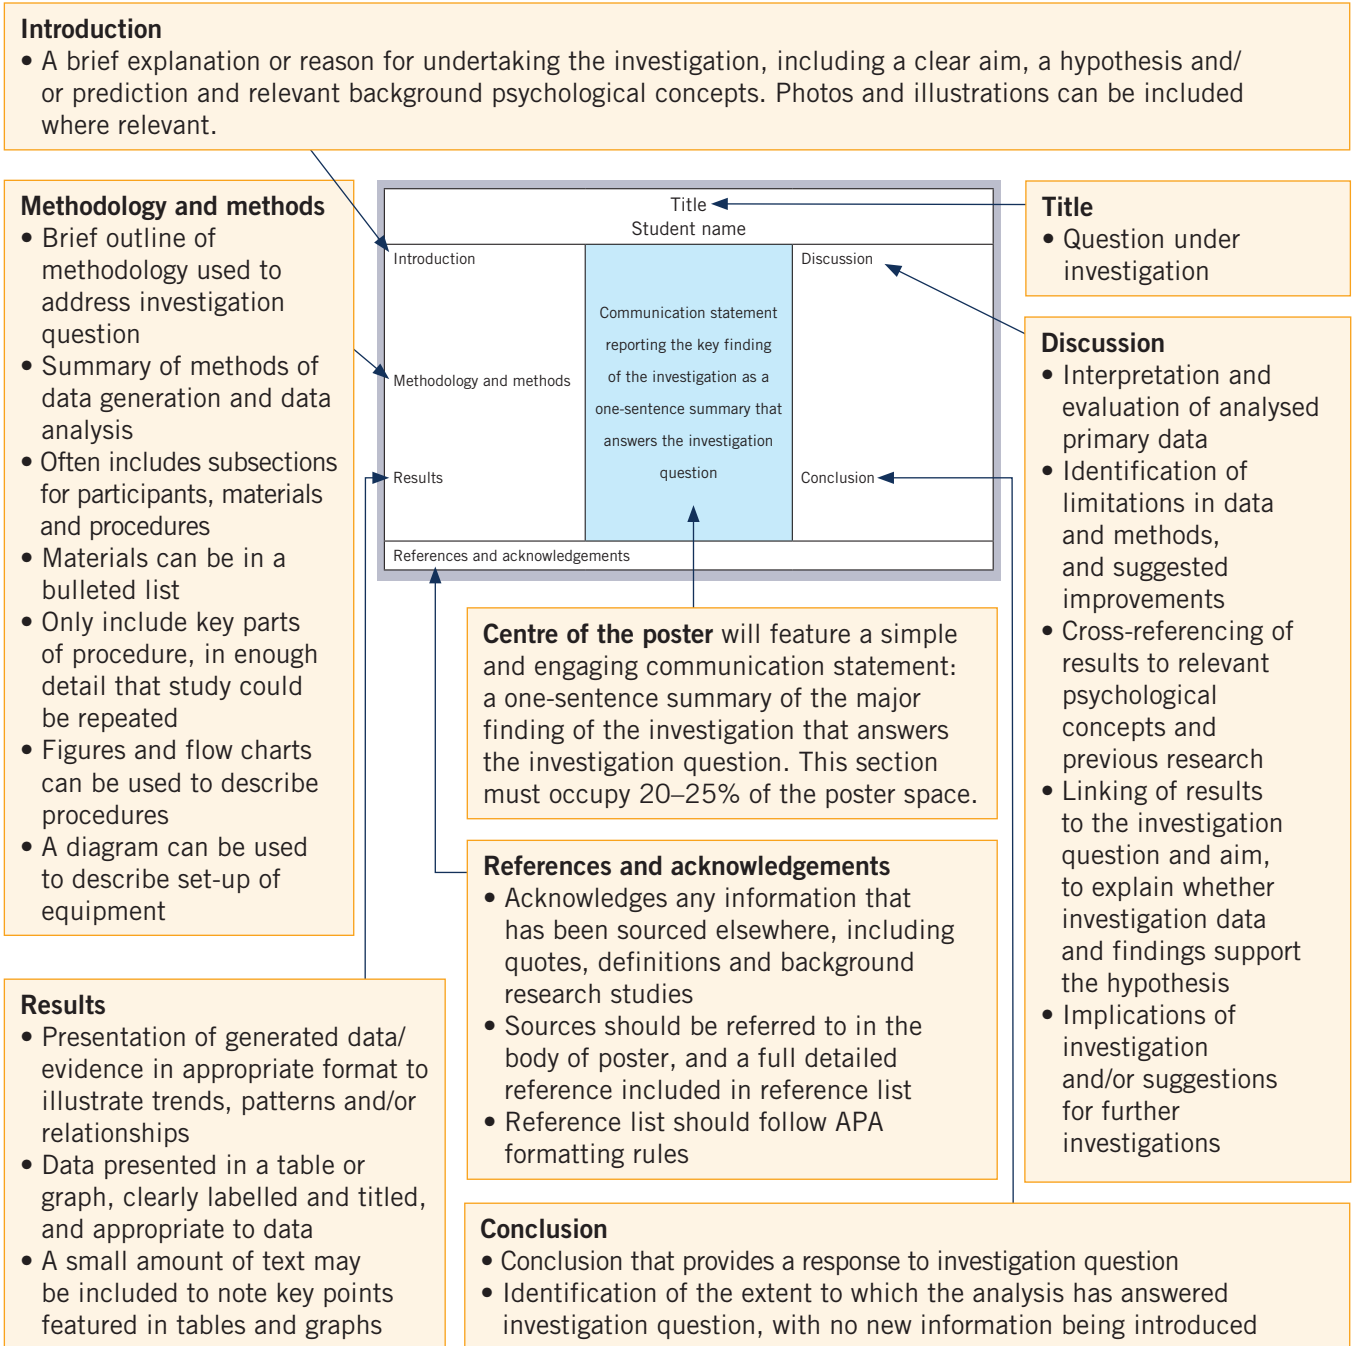 Introduction
• A brief explanation or reason for undertaking the investigation, including a clear aim, a hypothesis and/
or prediction and relevant background psychological concepts. Photos and illustrations can be included
where relevant.
Methodology and methods
• Brief outline of
methodology used to
address investigation
question
• Summary of methods of
data generation and data
analysis
• Often includes subsections
for participants, materials
and procedures
• Materials can be in a
bulleted list
• Only include key parts
of procedure, in enough
detail that study could
be repeated
• Figures and flow charts
can be used to describe
procedures
• A diagram can be used
to describe set-up of
equipment
Title
Student name
Introduction
Methodology and methods
Results
Communication statement
reporting the key finding
of the investigation as a
one-sentence summary that
answers the investigation
question
Discussion
Conclusion
References and acknowledgements
Title
• Question under
investigation
Discussion
• Interpretation and
evaluation of analysed
primary data
• Identification of
limitations in data
and methods,
and suggested
improvements
• Cross-referencing of
results to relevant
psychological
concepts and
previous research
• Linking of results
to the investigation
question and aim,
to explain whether
investigation data
and findings support
the hypothesis
• Implications of
investigation
and/or suggestions
for further
investigations
Centre of the poster will feature a simple
and engaging communication statement:
a one-sentence summary of the major
finding of the investigation that answers
the investigation question. This section
must occupy 20–25% of the poster space.
References and acknowledgements
• Acknowledges any information that
has been sourced elsewhere, including
quotes, definitions and background
research studies
• Sources should be referred to in the
body of poster, and a full detailed
reference included in reference list
• Reference list should follow APA
formatting rules
Results
• Presentation of generated data/
evidence in appropriate format to
illustrate trends, patterns and/or
relationships
• Data presented in a table or
graph, clearly labelled and titled,
and appropriate to data
• A small amount of text may
be included to note key points
featured in tables and graphs
Conclusion
• Conclusion that provides a response to investigation question
• Identification of the extent to which the analysis has answered
investigation question, with no new information being introduced